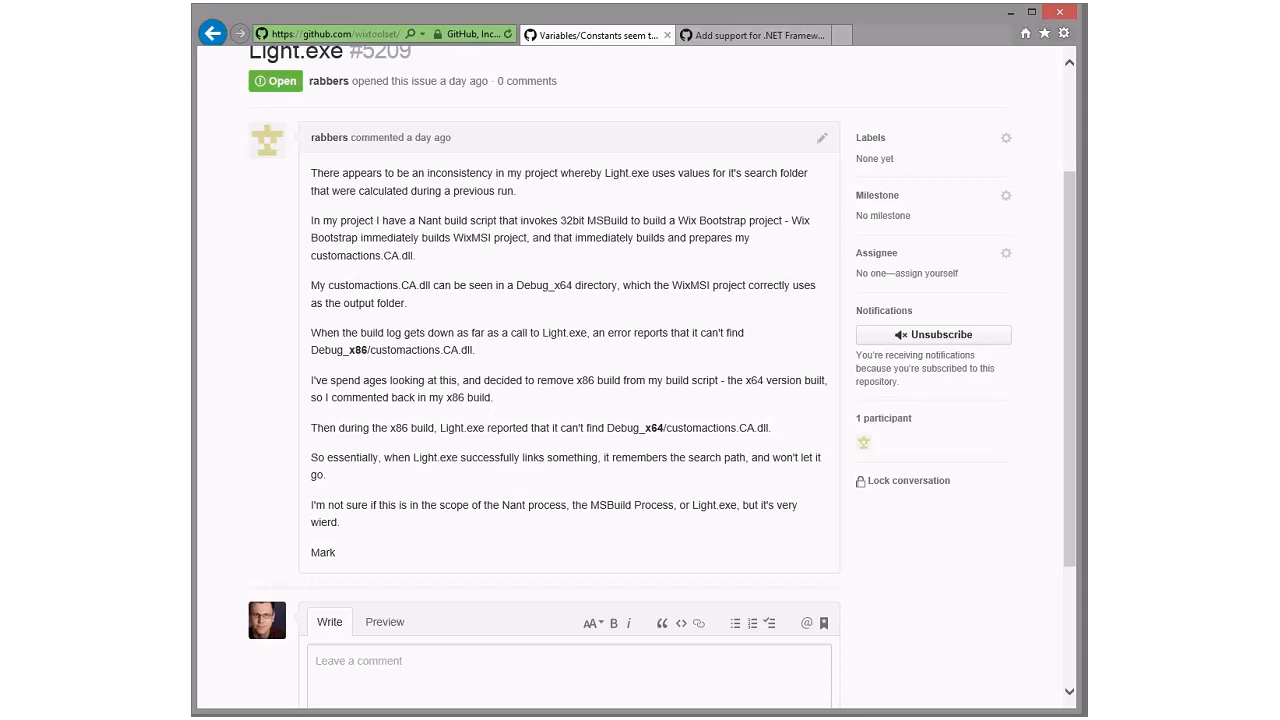 https://github.com/wixtoolset/ GitHub, Inc... Variables/Constants seem t... Add support for .NET Framew...
Light.exe #5209
Open rabbers opened this issue a day ago · 0 comments
rabbers commented a day ago
There appears to be an inconsistency in my project whereby Light.exe uses values for it's search folder
that were calculated during a previous run.
In my project I have a Nant build script that invokes 32bit MSBuild to build a Wix Bootstrap project - Wix
Bootstrap immediately builds WixMSI project, and that immediately builds and prepares my
customactions.CA.dll.
My customactions.CA.dll can be seen in a Debug_x64 directory, which the WixMSI project correctly uses
as the output folder.
When the build log gets down as far as a call to Light.exe, an error reports that it can't find
Debug_x86/customactions.CA.dll.
I've spend ages looking at this, and decided to remove x86 build from my build script - the x64 version built,
so I commented back in my x86 build.
Then during the x86 build, Light.exe reported that it can't find Debug_x64/customactions.CA.dll.
So essentially, when Light.exe successfully links something, it remembers the search path, and won't let it
go.
I'm not sure if this is in the scope of the Nant process, the MSBuild Process, or Light.exe, but it's very
wierd.
Mark
Labels
None yet
Milestone
No milestone
Assignee
No one—assign yourself
Notifications
Unsubscribe
You're receiving notifications
because you're subscribed to this
repository.
1 participant
Lock conversation
Write Preview AA B i
Leave a comment